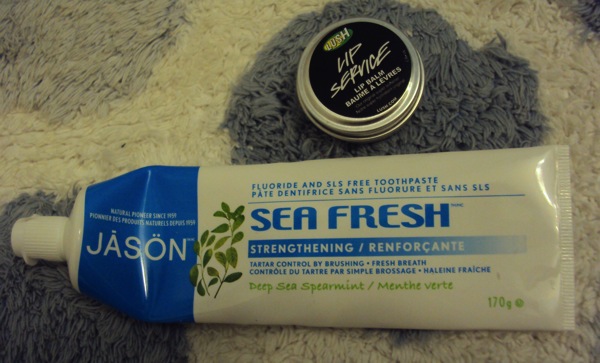 LUSH
LIP
SERVICE
LIP BALM
BAUME À LÈVRES
LUSH.COM
FLUORIDE AND SLS FREE TOOTHPASTE
PÂTE DENTIFRICE SANS FLUORURE ET SANS SLS
NATURAL PIONEER SINCE 1959
PIONNIER DES PRODUITS NATURELS DEPUIS 1959
JĀSÖN
SEA FRESH
STRENGTHENING / RENFORÇANTE
TARTAR CONTROL BY BRUSHING • FRESH BREATH
CONTRÔLE DU TARTRE PAR SIMPLE BROSSAGE • HALEINE FRAÎCHE
Deep Sea Spearmint / Menthe verte
170g e